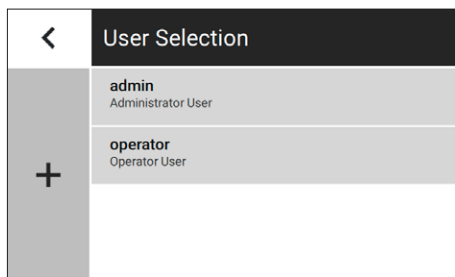 User Selection
admin
Administrator User
operator
Operator User